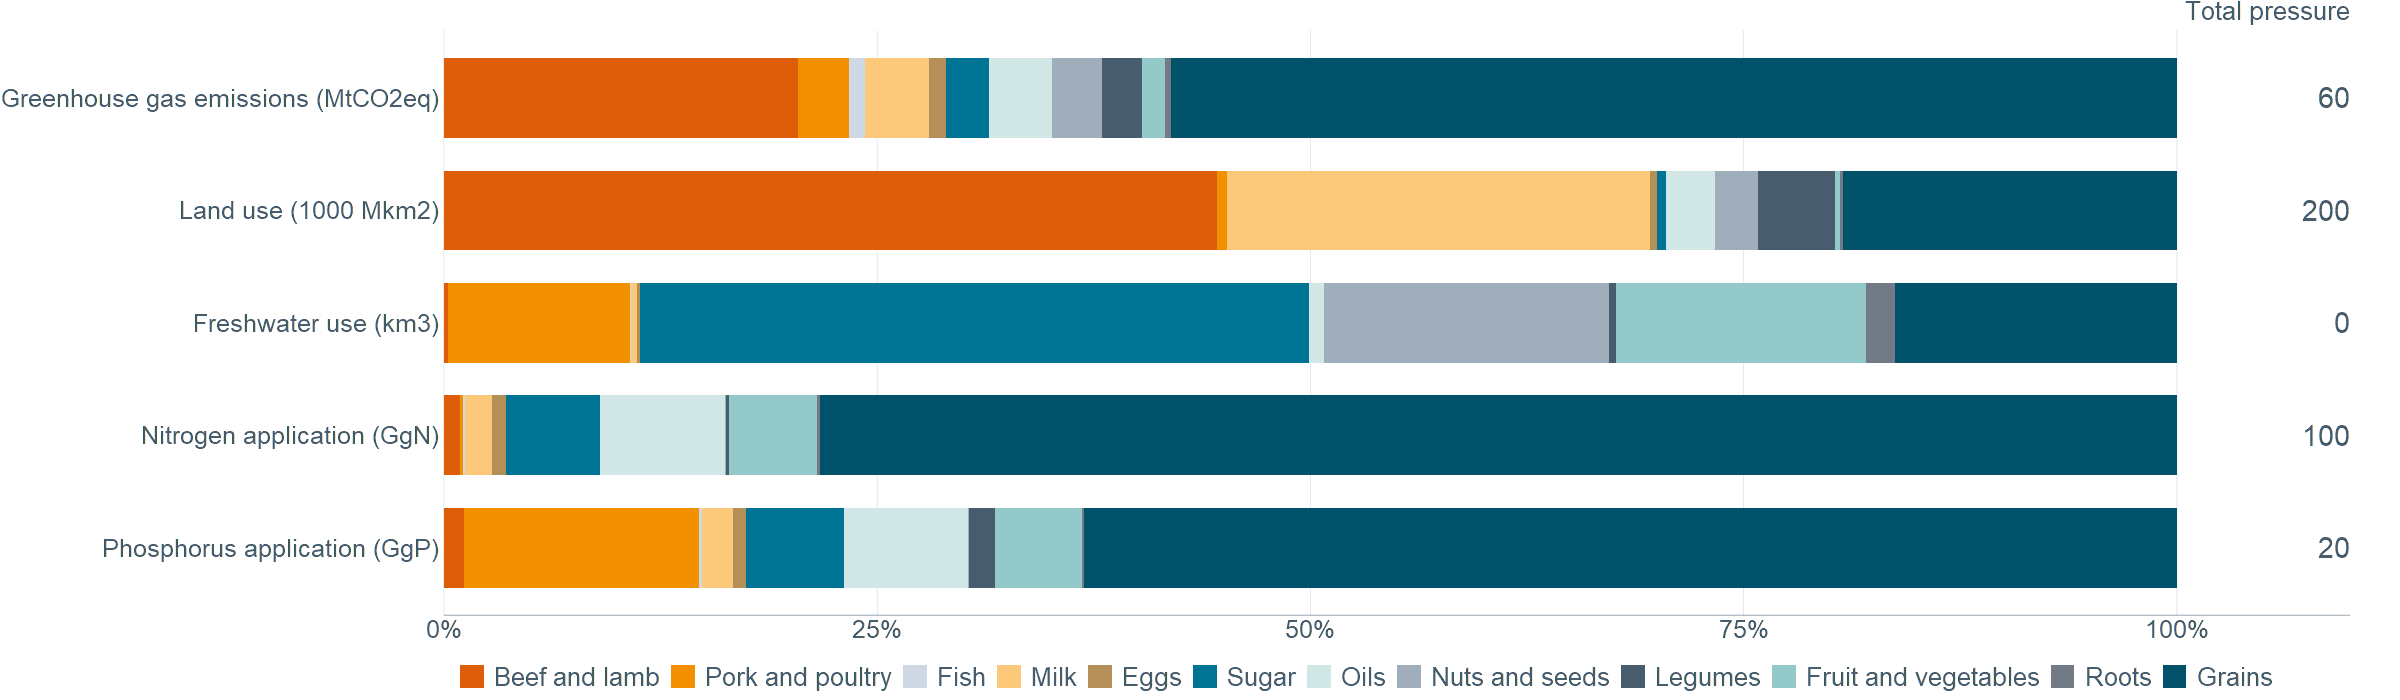 Total pressure
Greenhouse gas emissions (MtCO2eq) 60
Land use (1000 Mkm2) 200
Freshwater use (km3) 0
Nitrogen application (GgN) 100
Phosphorus application (GgP) 20
0% 25% 50% 75% 100%
Beef and lamb Pork and poultry Fish Milk Eggs Sugar Oils Nuts and seeds Legumes Fruit and vegetables Roots Grains